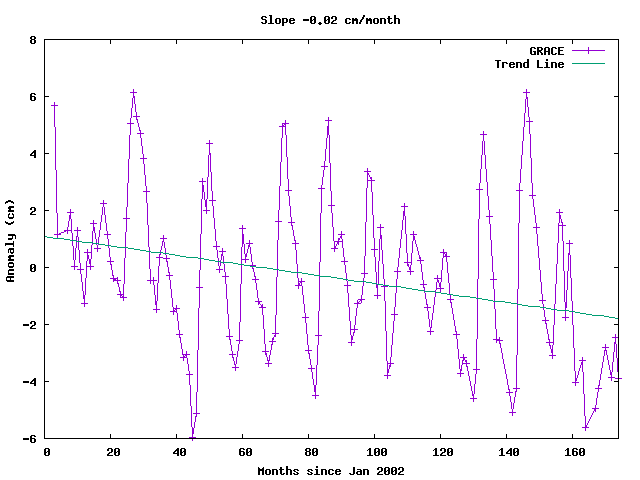 Slope -0.02 cm/month
GRACE
Trend Line
Anomaly (cm)
8
6
4
2
0
-2
-4
-6
0 20 40 60 80 100 120 140 160
Months since Jan 2002